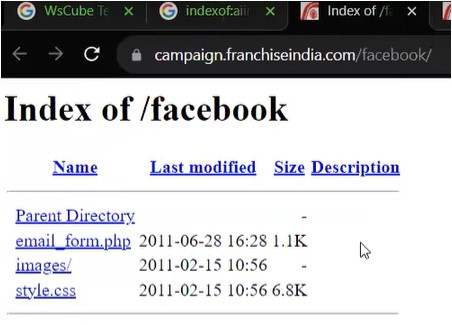 WsCube Te
indexof:aiin
Index of /f
campaign.franchiseindia.com/facebook/
Index of /facebook
Name Last modified Size Description
Parent Directory -
email_form.php 2011-06-28 16:28 1.1K
images/ 2011-02-15 10:56 -
style.css 2011-02-15 10:56 6.8K